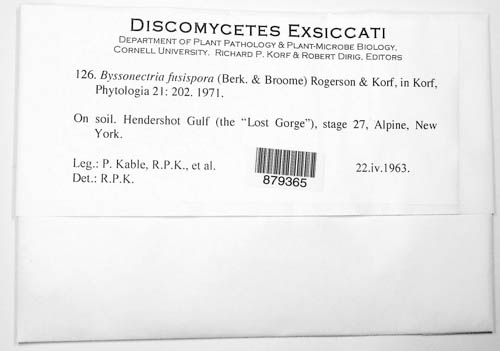 DISCOMYCETES EXSICCATI
DEPARTMENT OF PLANT PATHOLOGY & PLANT-MICROBE BIOLOGY,
CORNELL UNIVERSITY. RICHARD P. KORF & ROBERT DIRIG, EDITORS
126. Byssonectria fusispora (Berk. & Broome) Rogerson & Korf, in Korf,
Phytologia 21: 202. 1971.
On soil. Hendershot Gulf (the “Lost Gorge”), stage 27, Alpine, New
York.
Leg.: P. Kable, R.P.K., et al. 22.iv.1963.
Det.: R.P.K.
879365